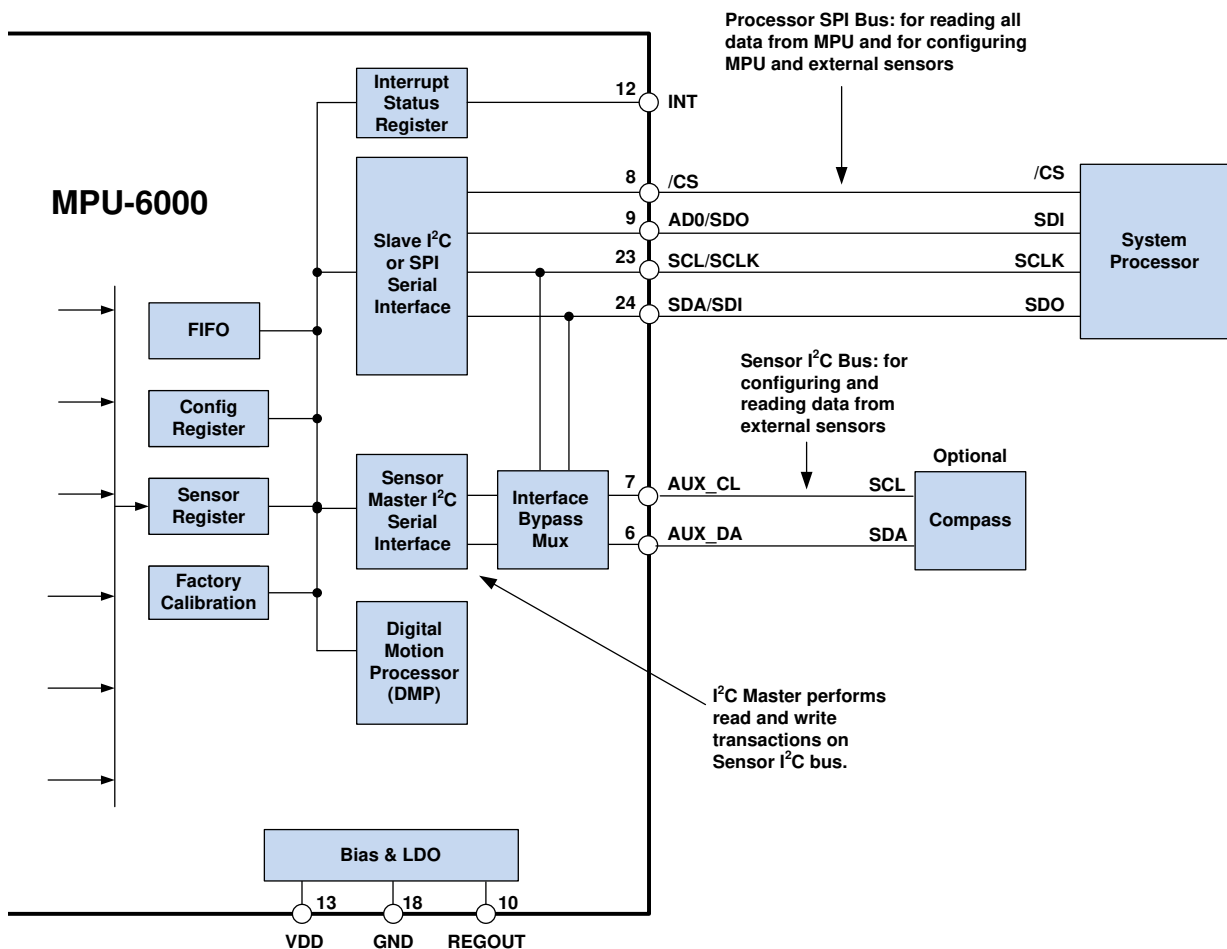 Processor SPI Bus: for reading all
data from MPU and for configuring
MPU and external sensors
Interrupt
Status
Register
12
INT
MPU-6000
Slave I²C
or SPI
Serial
Interface
8
/CS
/CS
9
AD0/SDO
SDI
23
SCL/SCLK
SCLK
24
SDA/SDI
SDO
System
Processor
FIFO
Config
Register
Sensor
Register
Factory
Calibration
Sensor I²C Bus: for
configuring and
reading data from
external sensors
Sensor
Master I²C
Serial
Interface
Interface
Bypass
Mux
7
AUX_CL
SCL
6
AUX_DA
SDA
Optional
Compass
Digital
Motion
Processor
(DMP)
I²C Master performs
read and write
transactions on
Sensor I²C bus.
Bias & LDO
13
18
10
VDD
GND
REGOUT